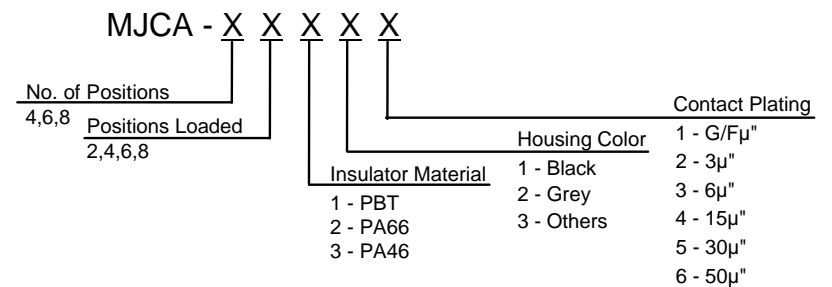 MJCA - X X X X X
No. of Positions
4,6,8
Positions Loaded
2,4,6,8
Insulator Material
1 - PBT
2 - PA66
3 - PA46
Housing Color
1 - Black
2 - Grey
3 - Others
Contact Plating
1 - G/Fµ"
2 - 3µ"
3 - 6µ"
4 - 15µ"
5 - 30µ"
6 - 50µ"